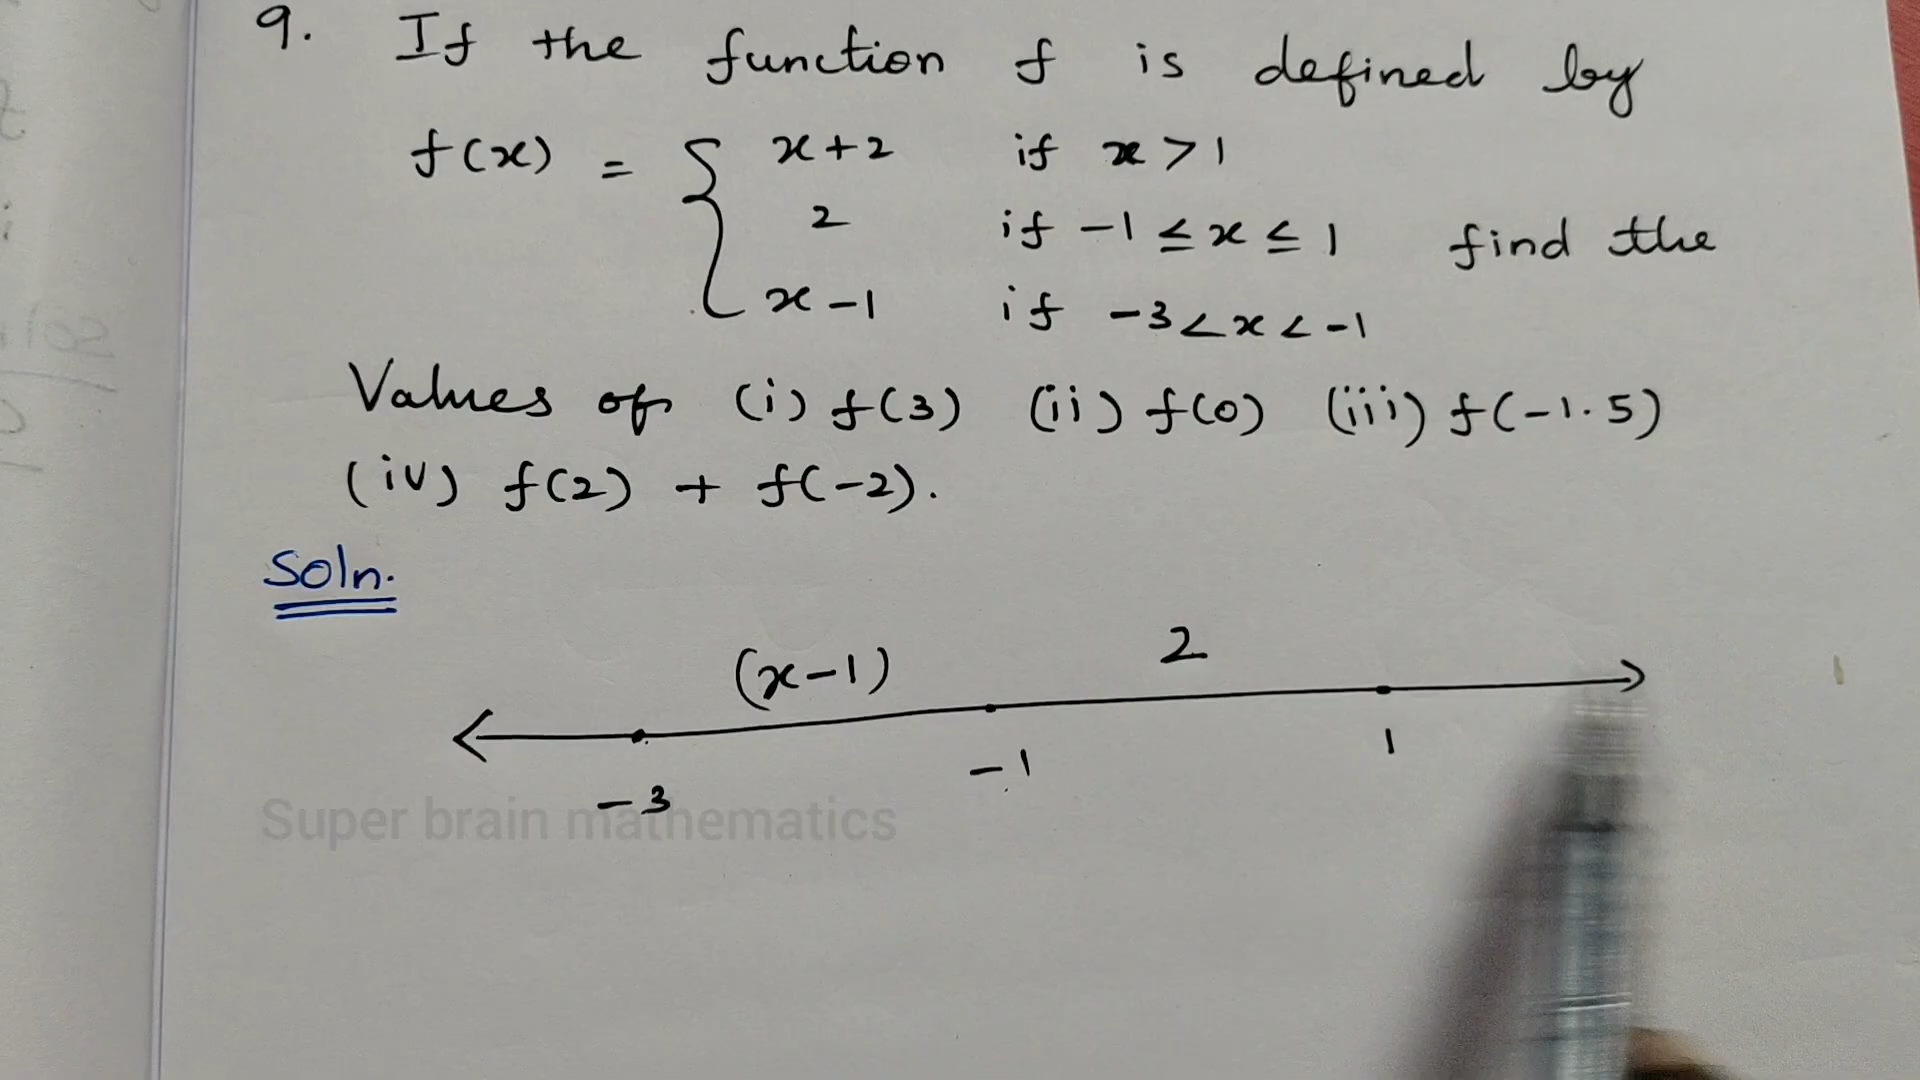 9. If the function f is defined by
f(x) = { x+2 if x > 1
2 if -1 ≤ x ≤ 1 find the
x-1 if -3 < x < -1
Values of (i) f(3) (ii) f(0) (iii) f(-1.5)
(iv) f(2) + f(-2).
Soln.
(x-1) 2
-3 -1 1
Super brain mathematics